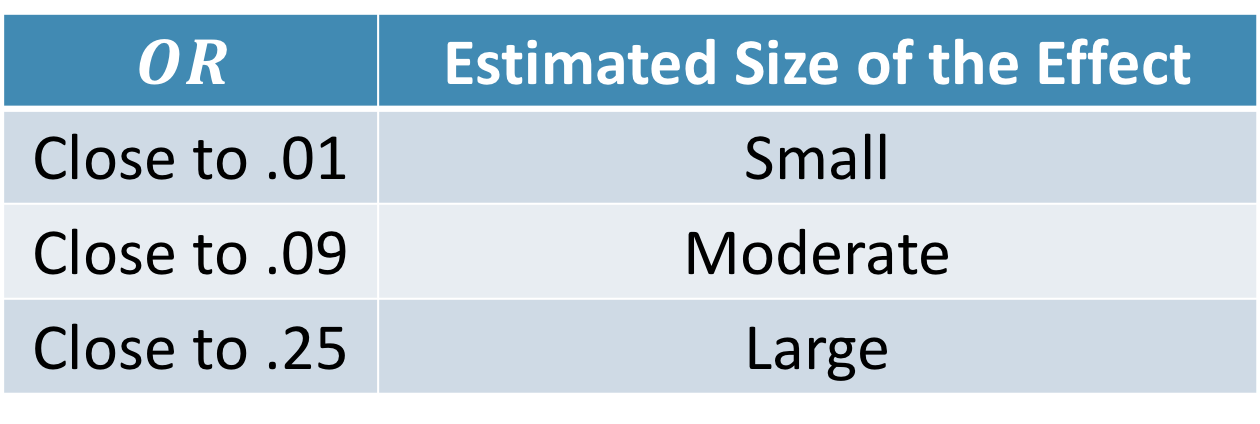 OR Estimated Size of the Effect
Close to .01 Small
Close to .09 Moderate
Close to .25 Large